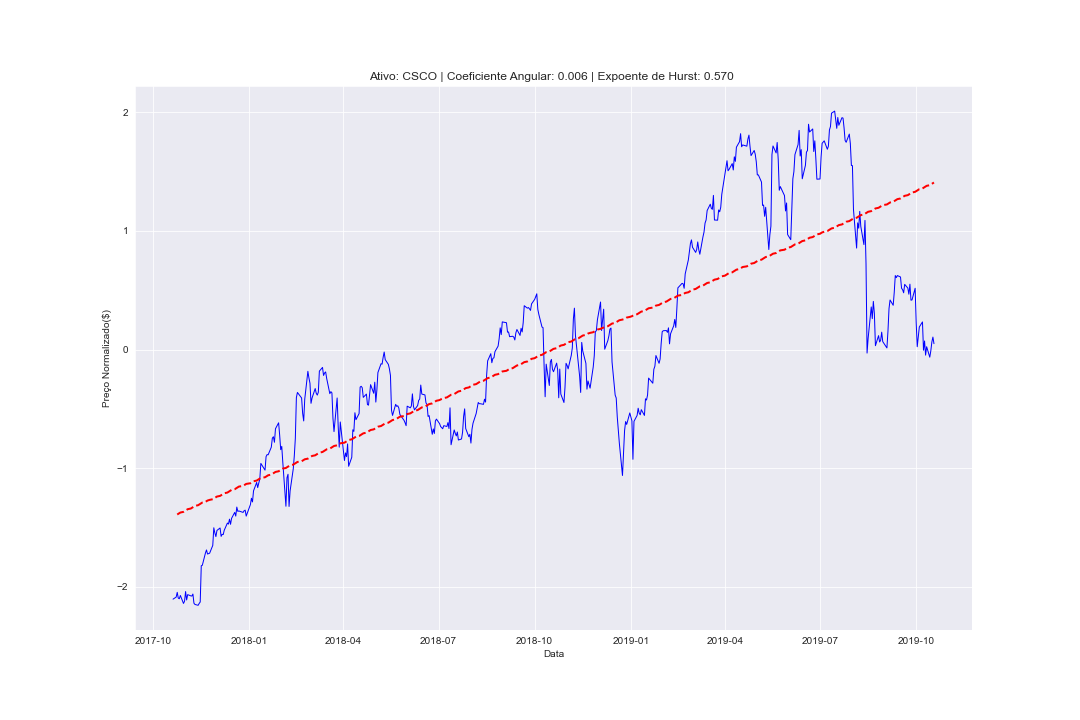 Ativo: CSCO | Coeficiente Angular: 0.006 | Expoente de Hurst: 0.570
2
1
0
−1
−2
Preço Normalizado($)
2017-10 2018-01 2018-04 2018-07 2018-10 2019-01 2019-04 2019-07 2019-10
Data